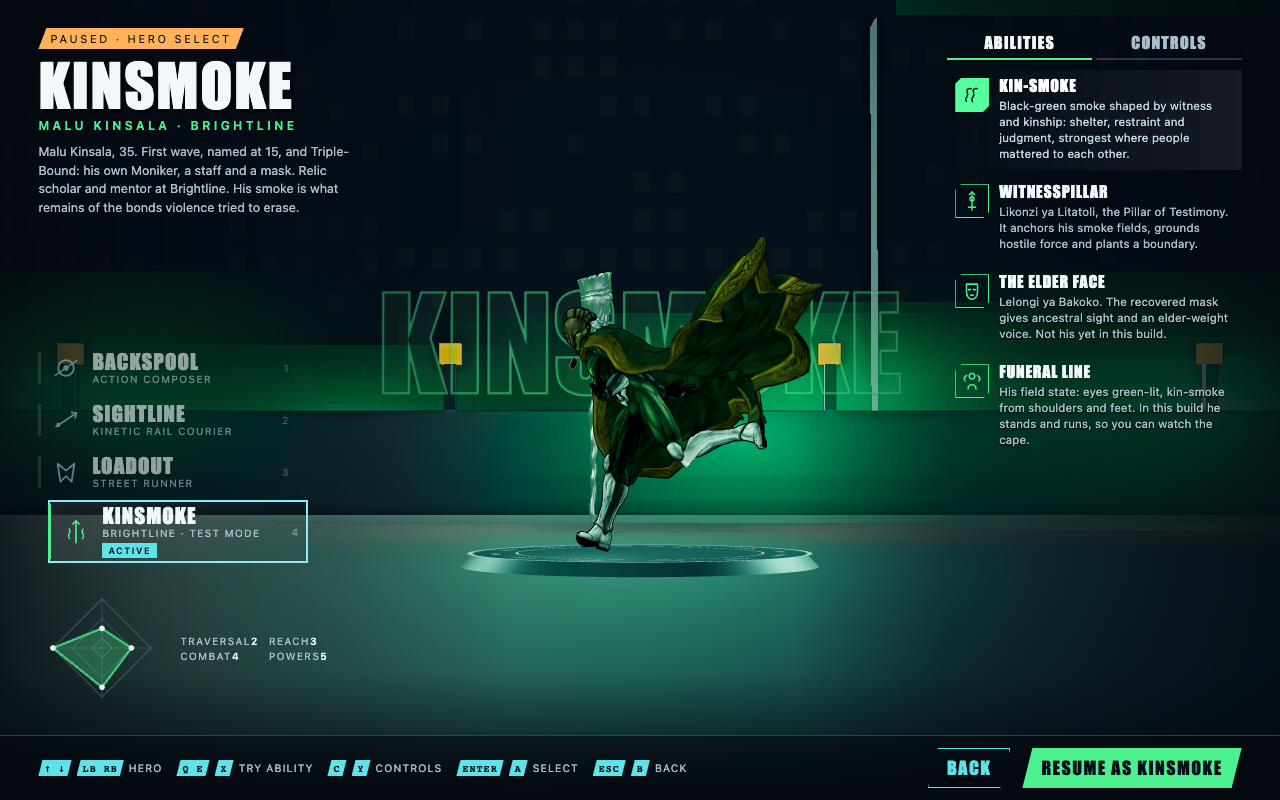 PAUSED · HERO SELECT
KINSMOKE
MALU KINSALA · BRIGHTLINE
Malu Kinsala, 35. First wave, named at 15, and Triple-
Bound: his own Moniker, a staff and a mask. Relic
scholar and mentor at Brightline. His smoke is what
remains of the bonds violence tried to erase.
KINSMOKE
BACKSPOOL
ACTION COMPOSER
1
SIGHTLINE
KINETIC RAIL COURIER
2
LOADOUT
STREET RUNNER
3
KINSMOKE
BRIGHTLINE · TEST MODE
4
ACTIVE
TRAVERSAL2 REACH3
COMBAT4 POWERS5
ABILITIES CONTROLS
KIN-SMOKE
Black-green smoke shaped by witness
and kinship: shelter, restraint and
judgment, strongest where people
mattered to each other.
WITNESSPILLAR
Likonzi ya Litatoli, the Pillar of Testimony.
It anchors his smoke fields, grounds
hostile force and plants a boundary.
THE ELDER FACE
Lelongi ya Bakoko. The recovered mask
gives ancestral sight and an elder-weight
voice. Not his yet in this build.
FUNERAL LINE
His field state: eyes green-lit, kin-smoke
from shoulders and feet. In this build he
stands and runs, so you can watch the
cape.
↑ ↓ LB RB HERO Q E X TRY ABILITY C Y CONTROLS ENTER A SELECT ESC B BACK
BACK
RESUME AS KINSMOKE